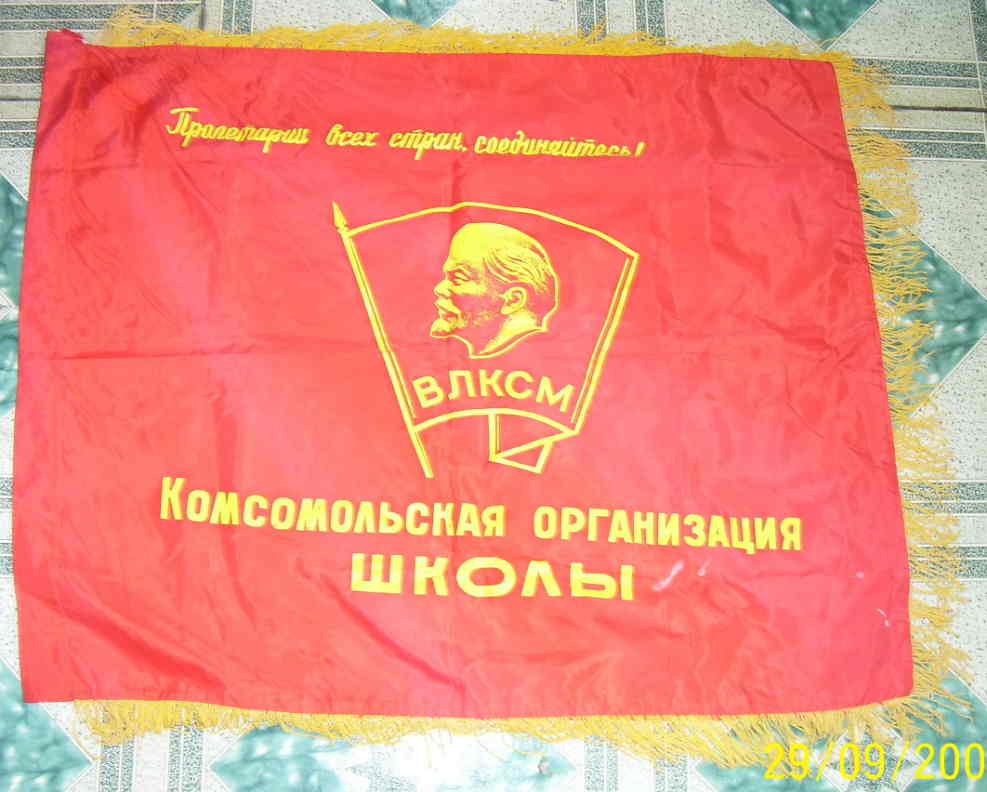 Пролетарии всех стран, соединяйтесь!
ВЛКСМ
Комсомольская организация
школы
29/09/200